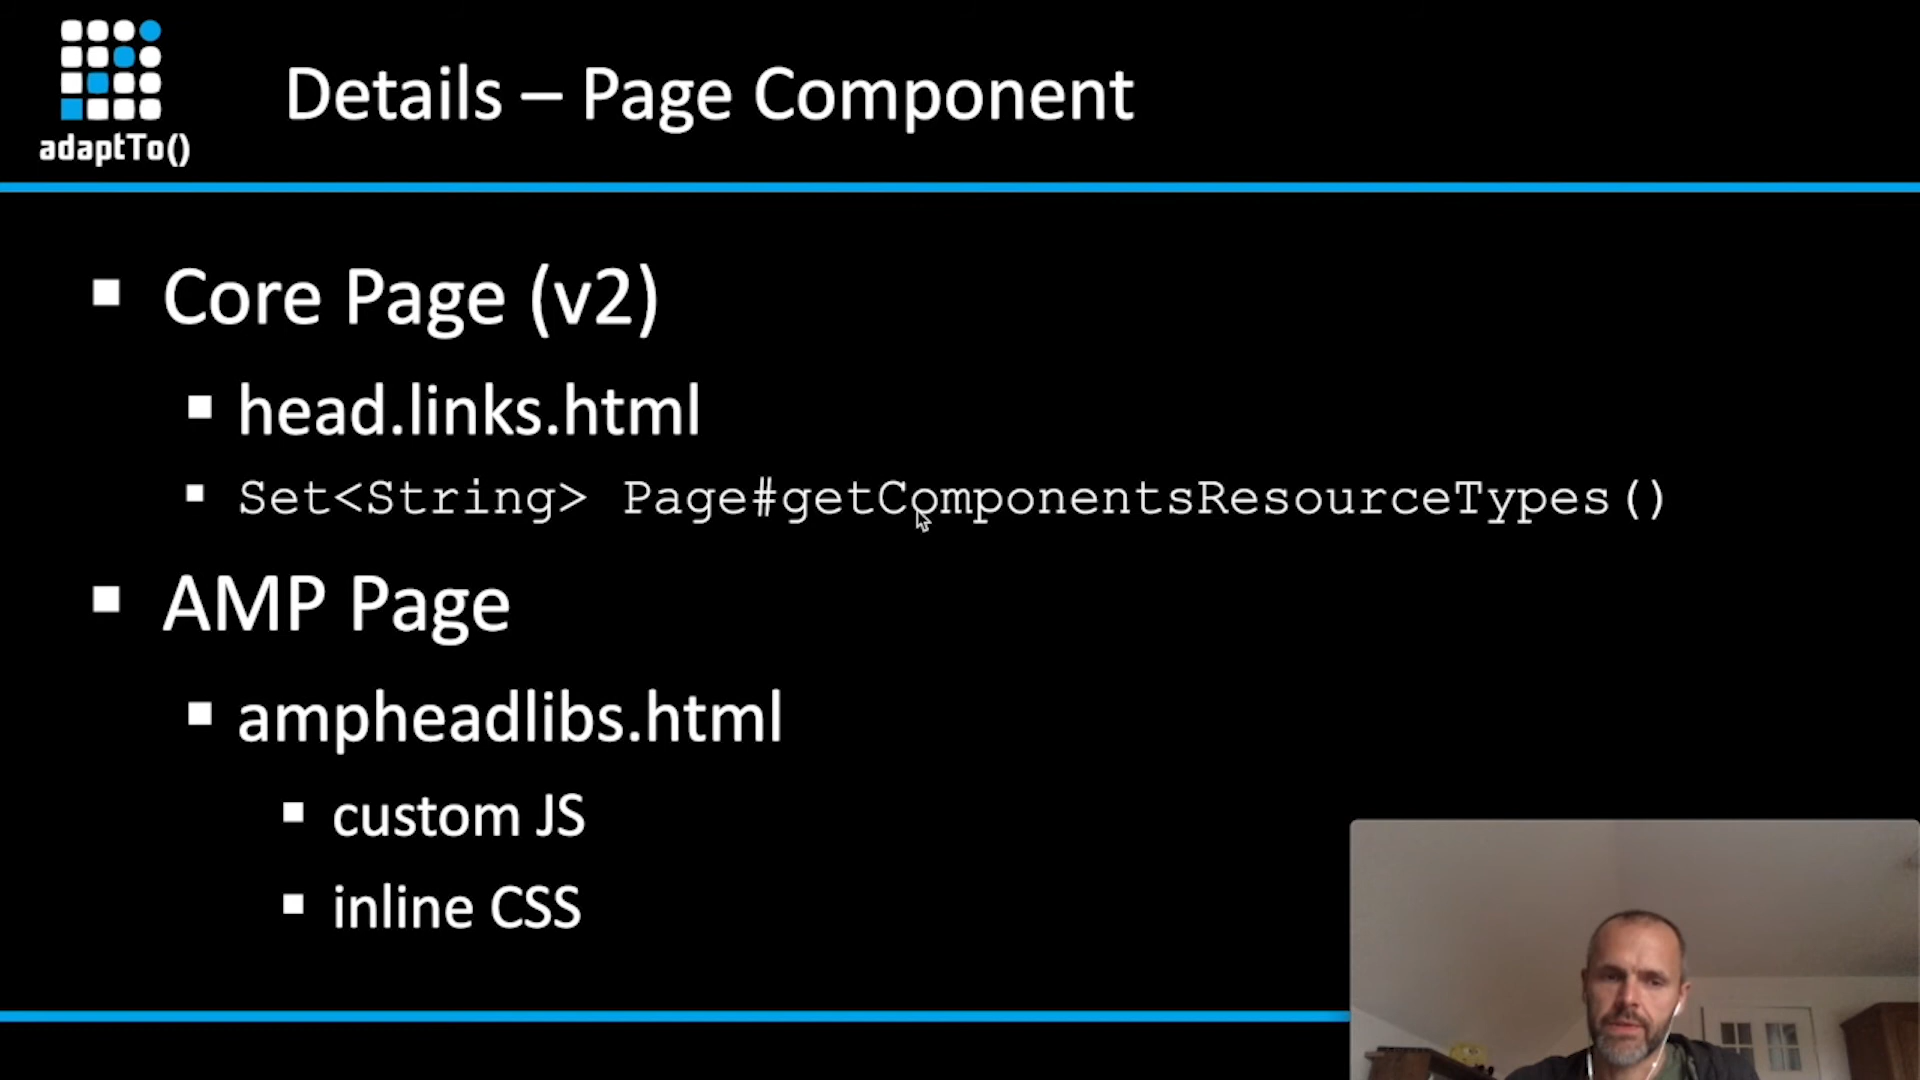 adaptTo()
Details – Page Component
Core Page (v2)
head.links.html
Set<String> Page#getComponentsResourceTypes()
AMP Page
ampheadlibs.html
custom JS
inline CSS